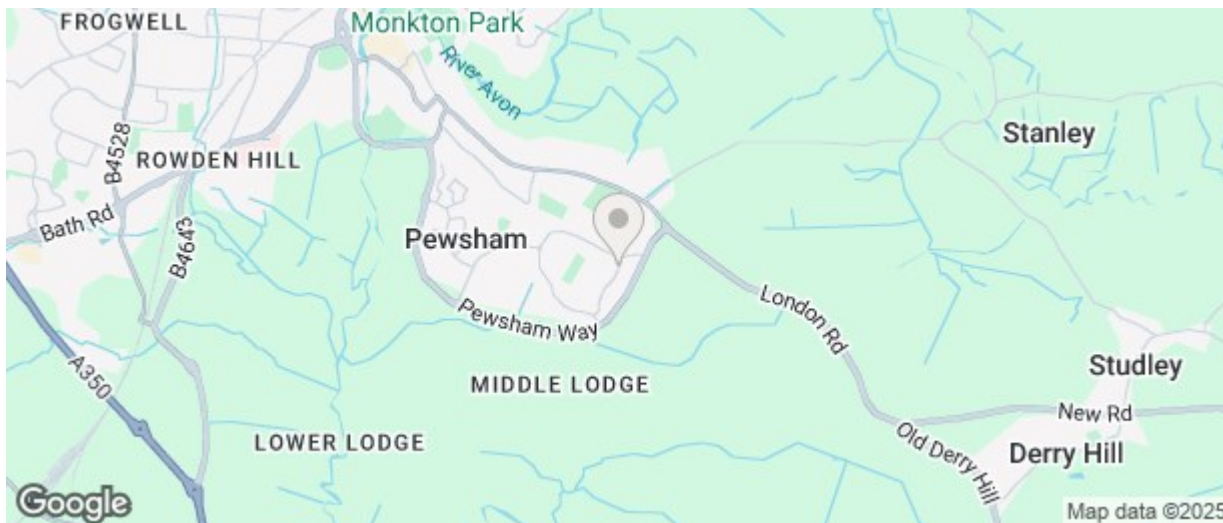 FROGWELL
Monkton Park
River Avon
Stanley
B4528
ROWDEN HILL
Bath Rd
B4643
Pewsham
London Rd
Pewsham Way
A350
MIDDLE LODGE
Studley
New Rd
LOWER LODGE
Old Derry Hill
Derry Hill
Google
Map data ©2025